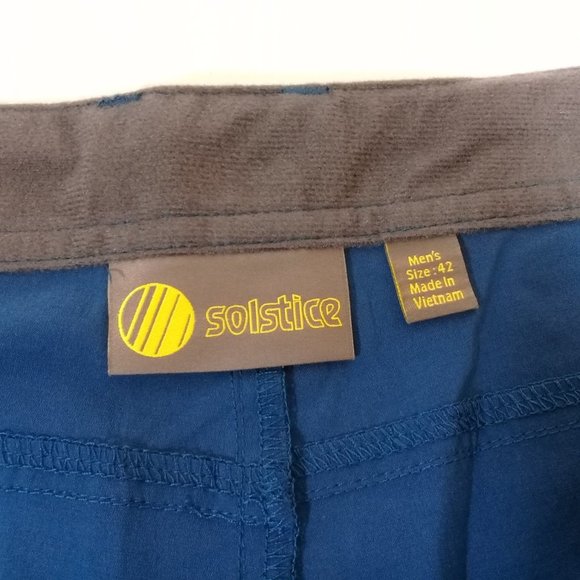 solstice
Men's
Size : 42
Made In
Vietnam